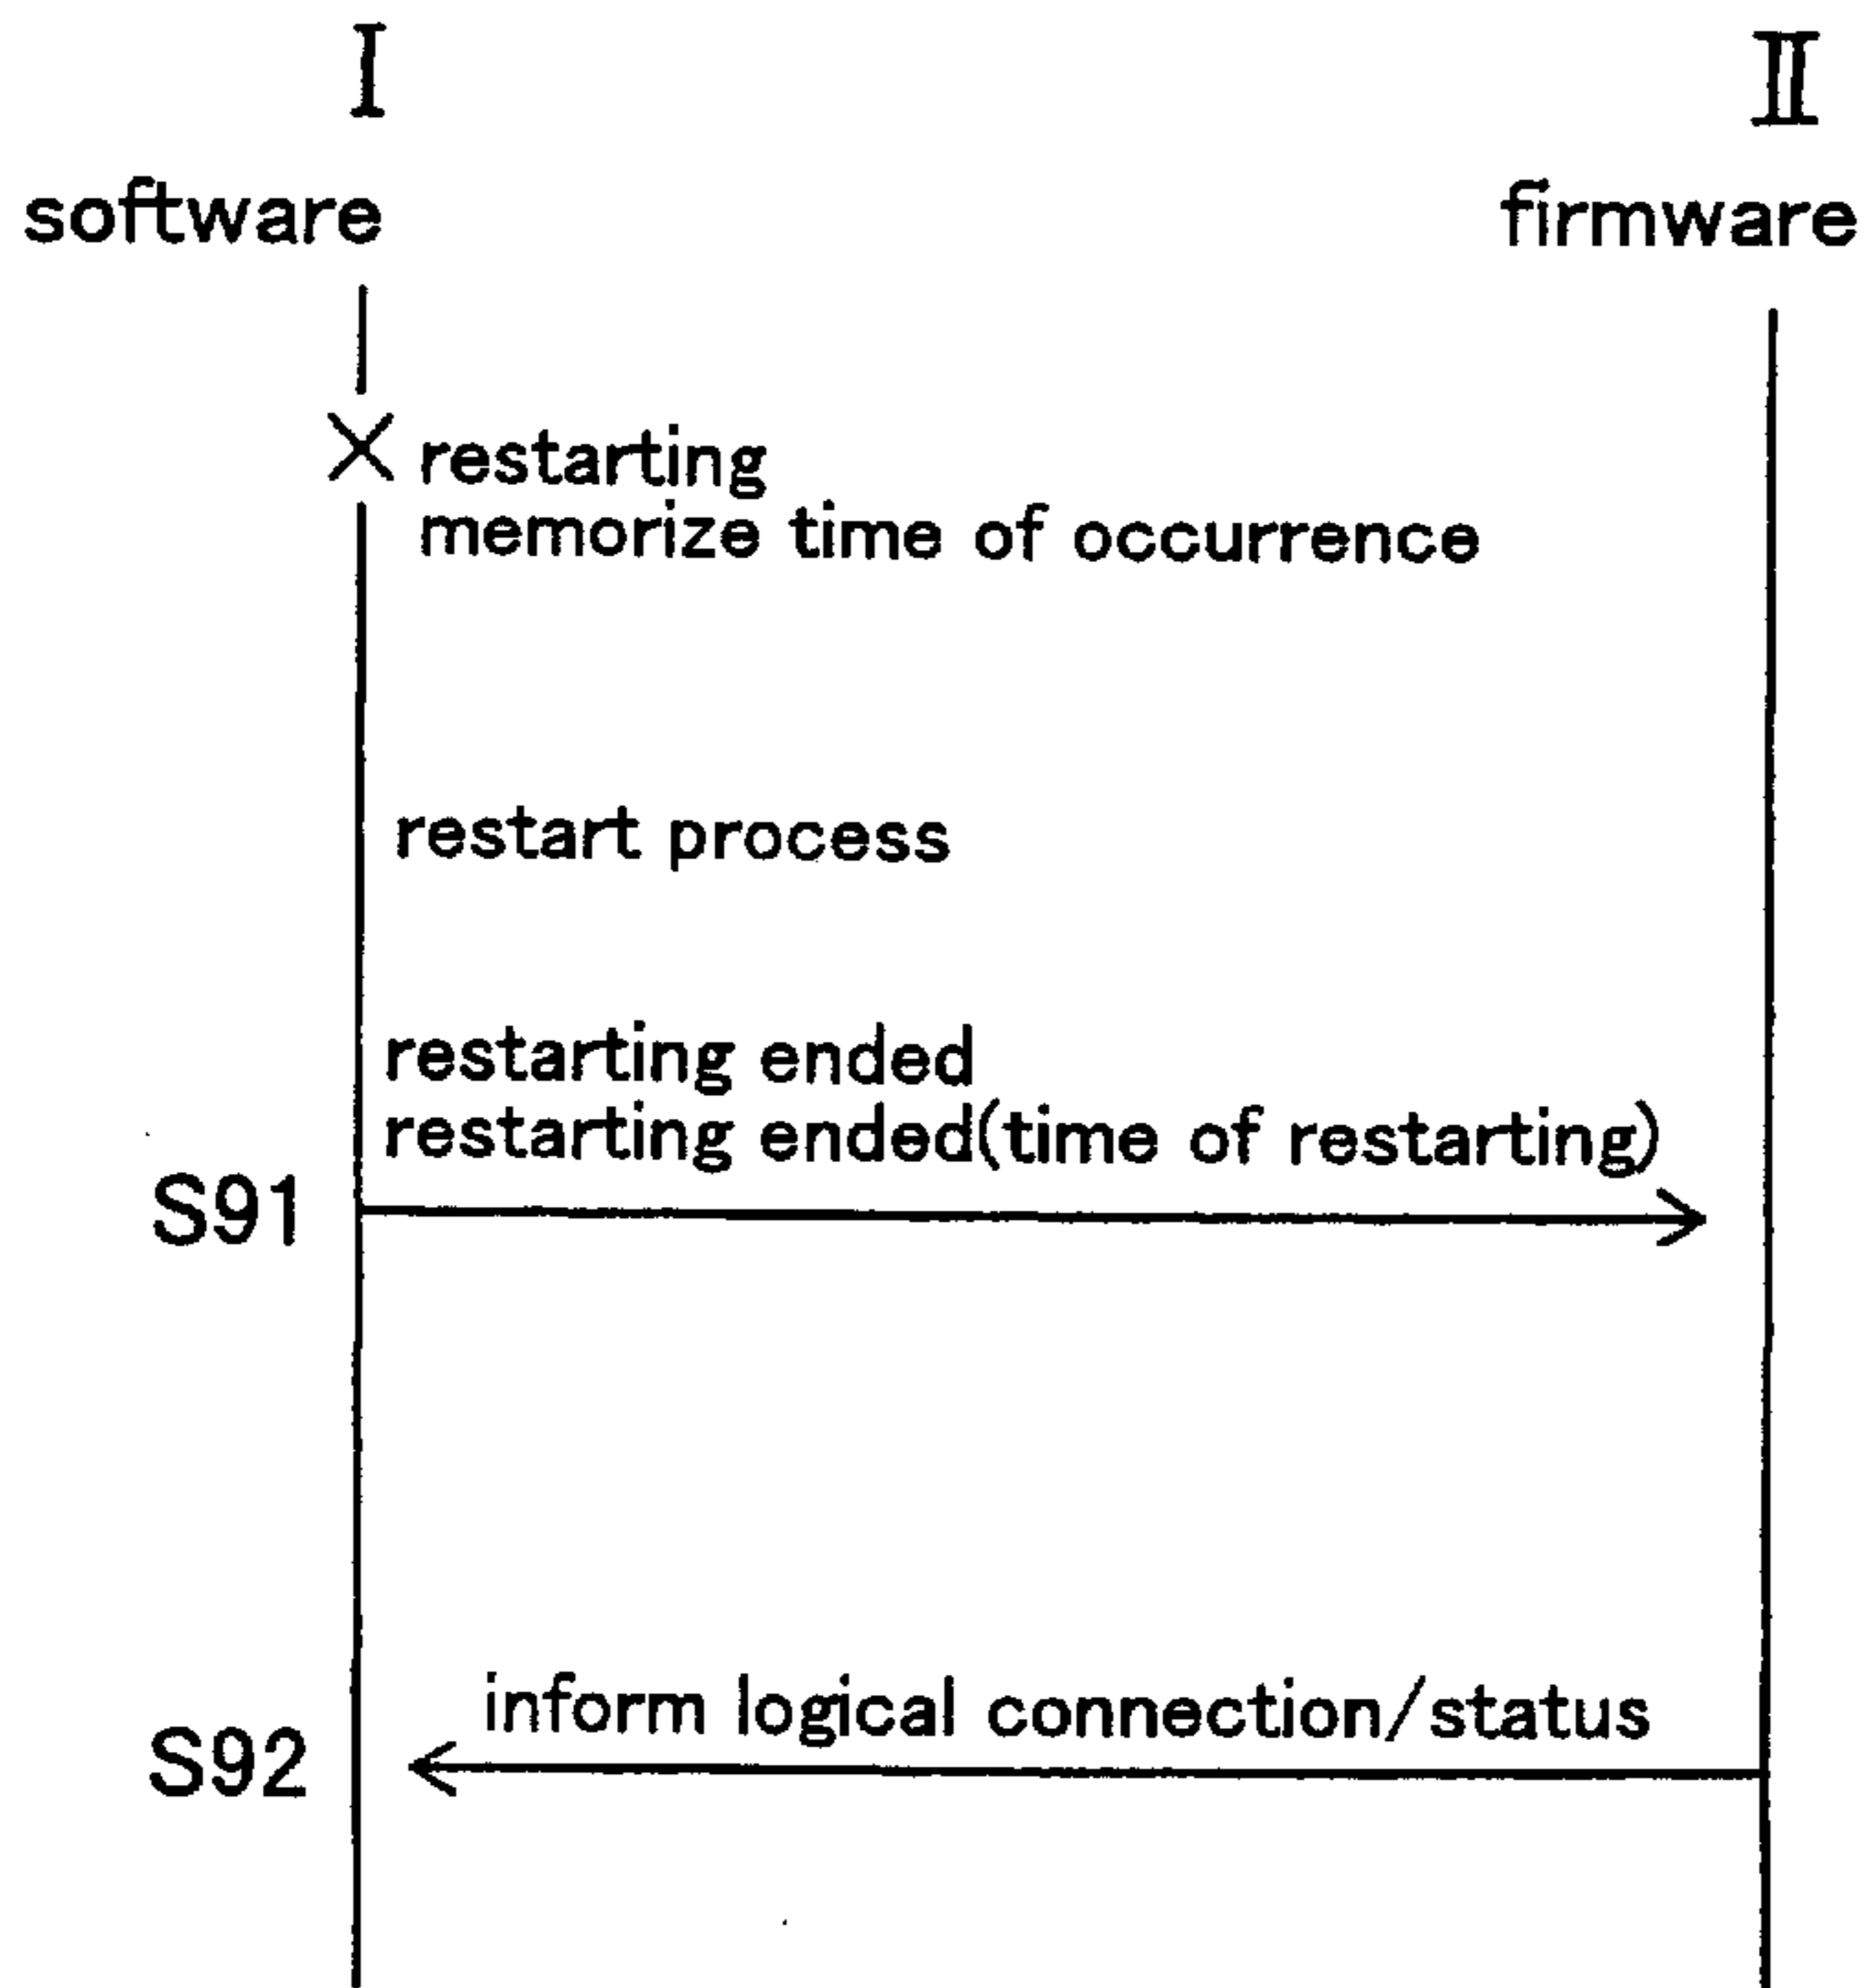 I
II
software
firmware
restarting
memorize time of occurrence
restart process
restarting ended
restarting ended(time of restarting)
S91
inform logical connection/status
S92